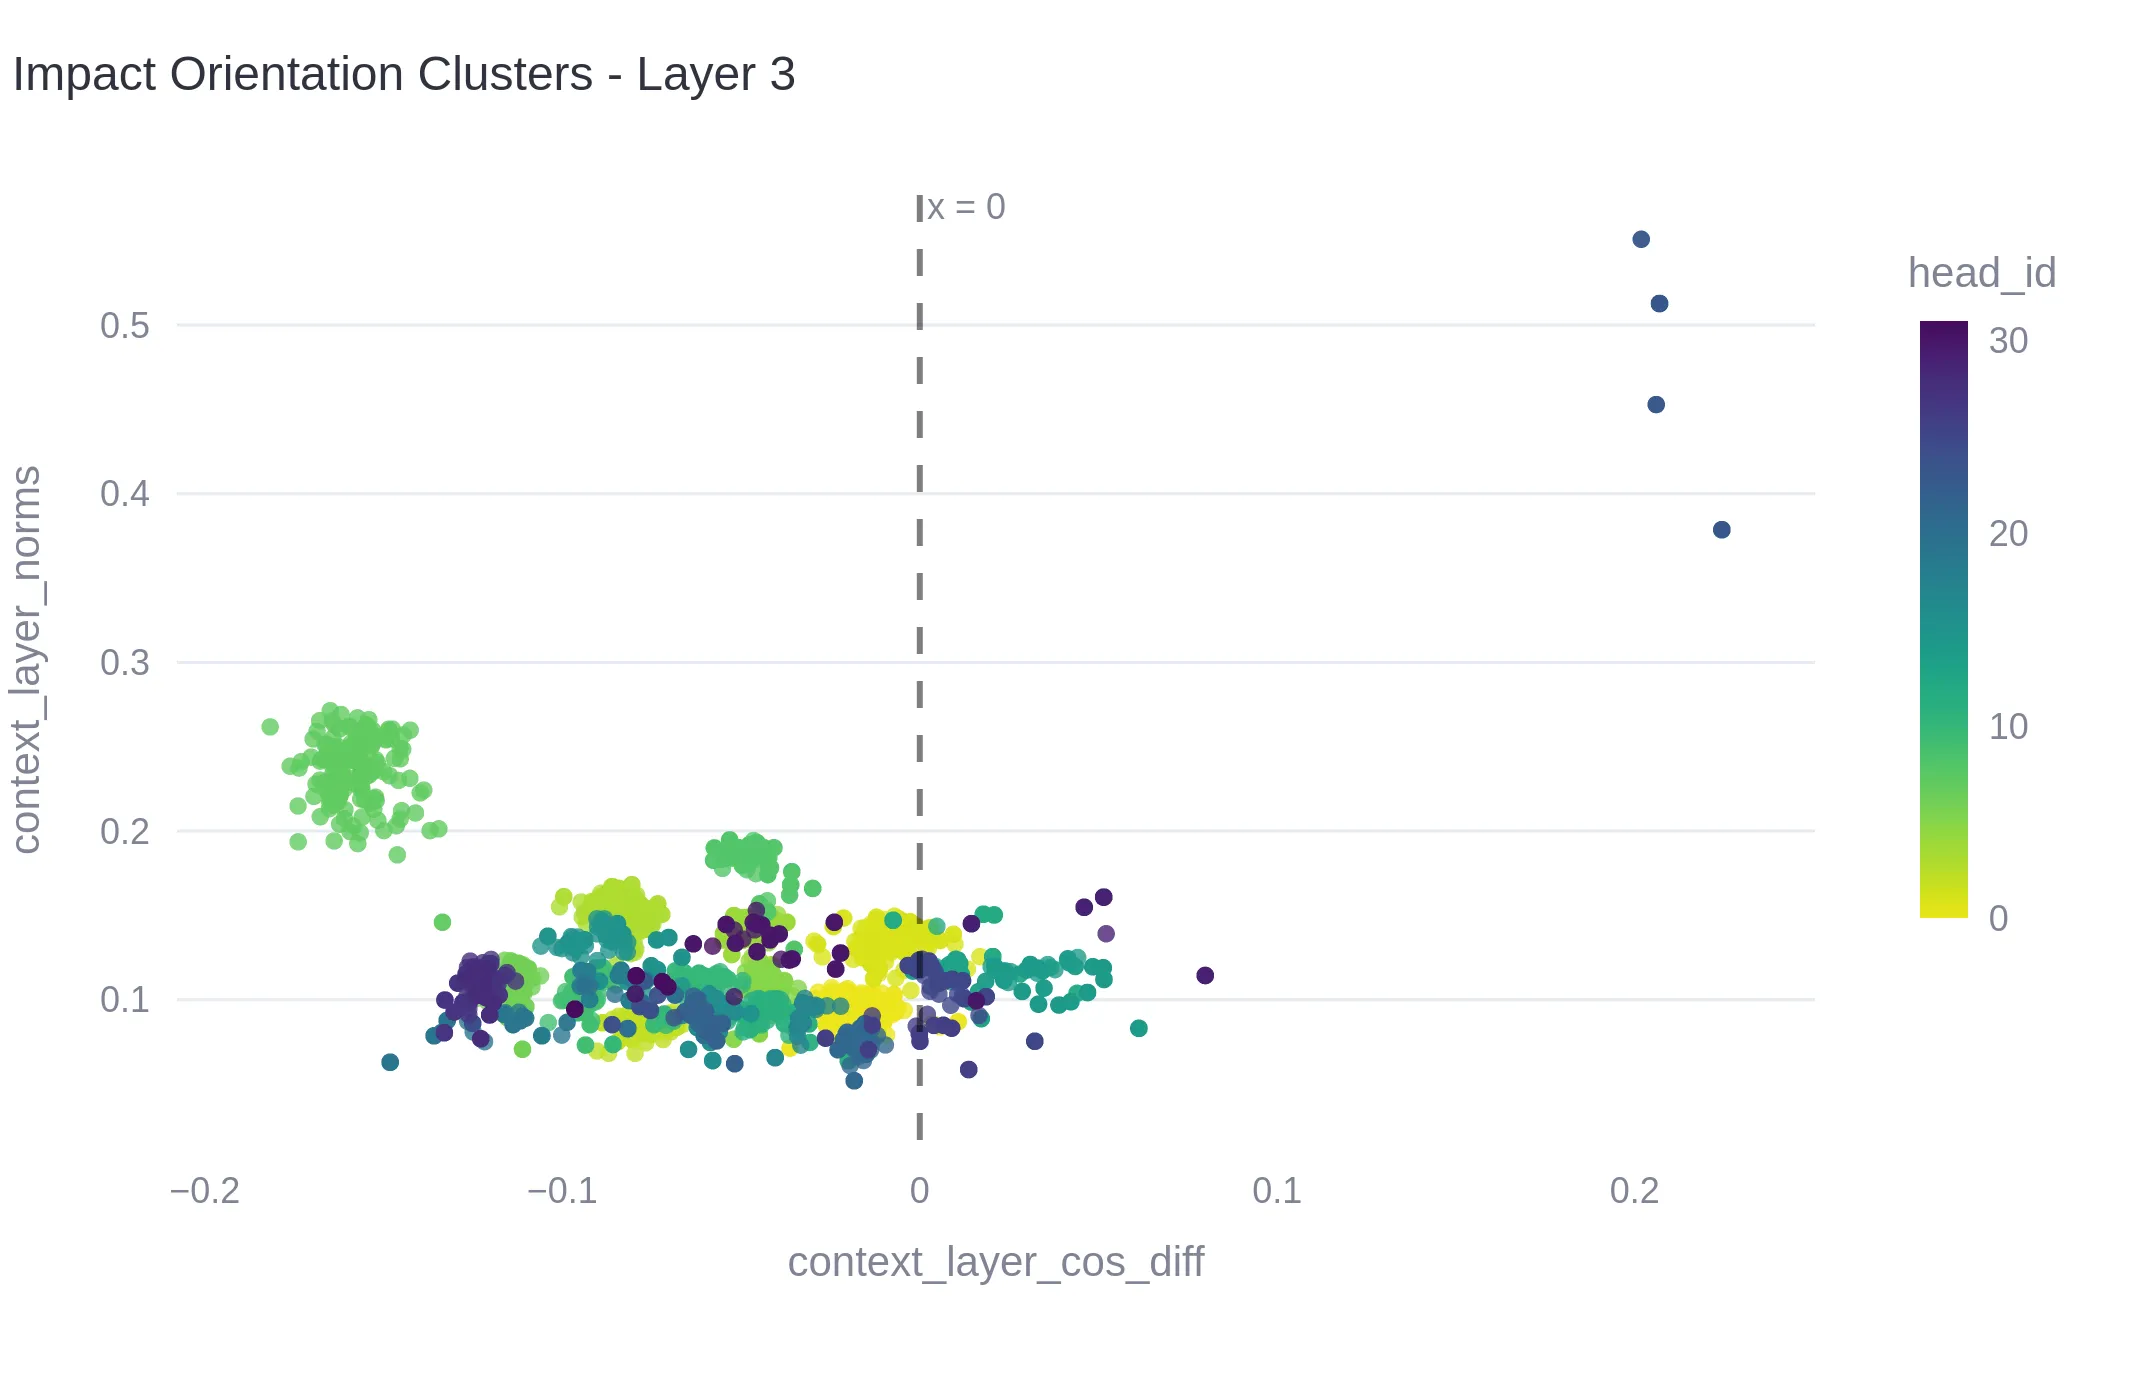 Impact Orientation Clusters - Layer 3
x = 0
head_id
30
20
10
0
0.5
0.4
0.3
0.2
0.1
context_layer_norms
−0.2
−0.1
0
0.1
0.2
context_layer_cos_diff